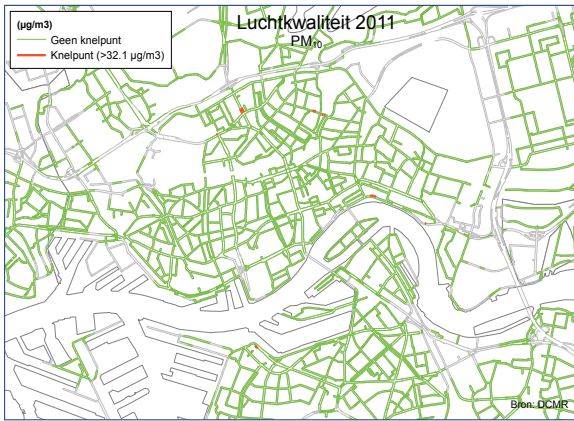 Luchtkwaliteit 2011
PM10
(µg/m3)
Geen knelpunt
Knelpunt (>32.1 µg/m3)
Bron: DCMR